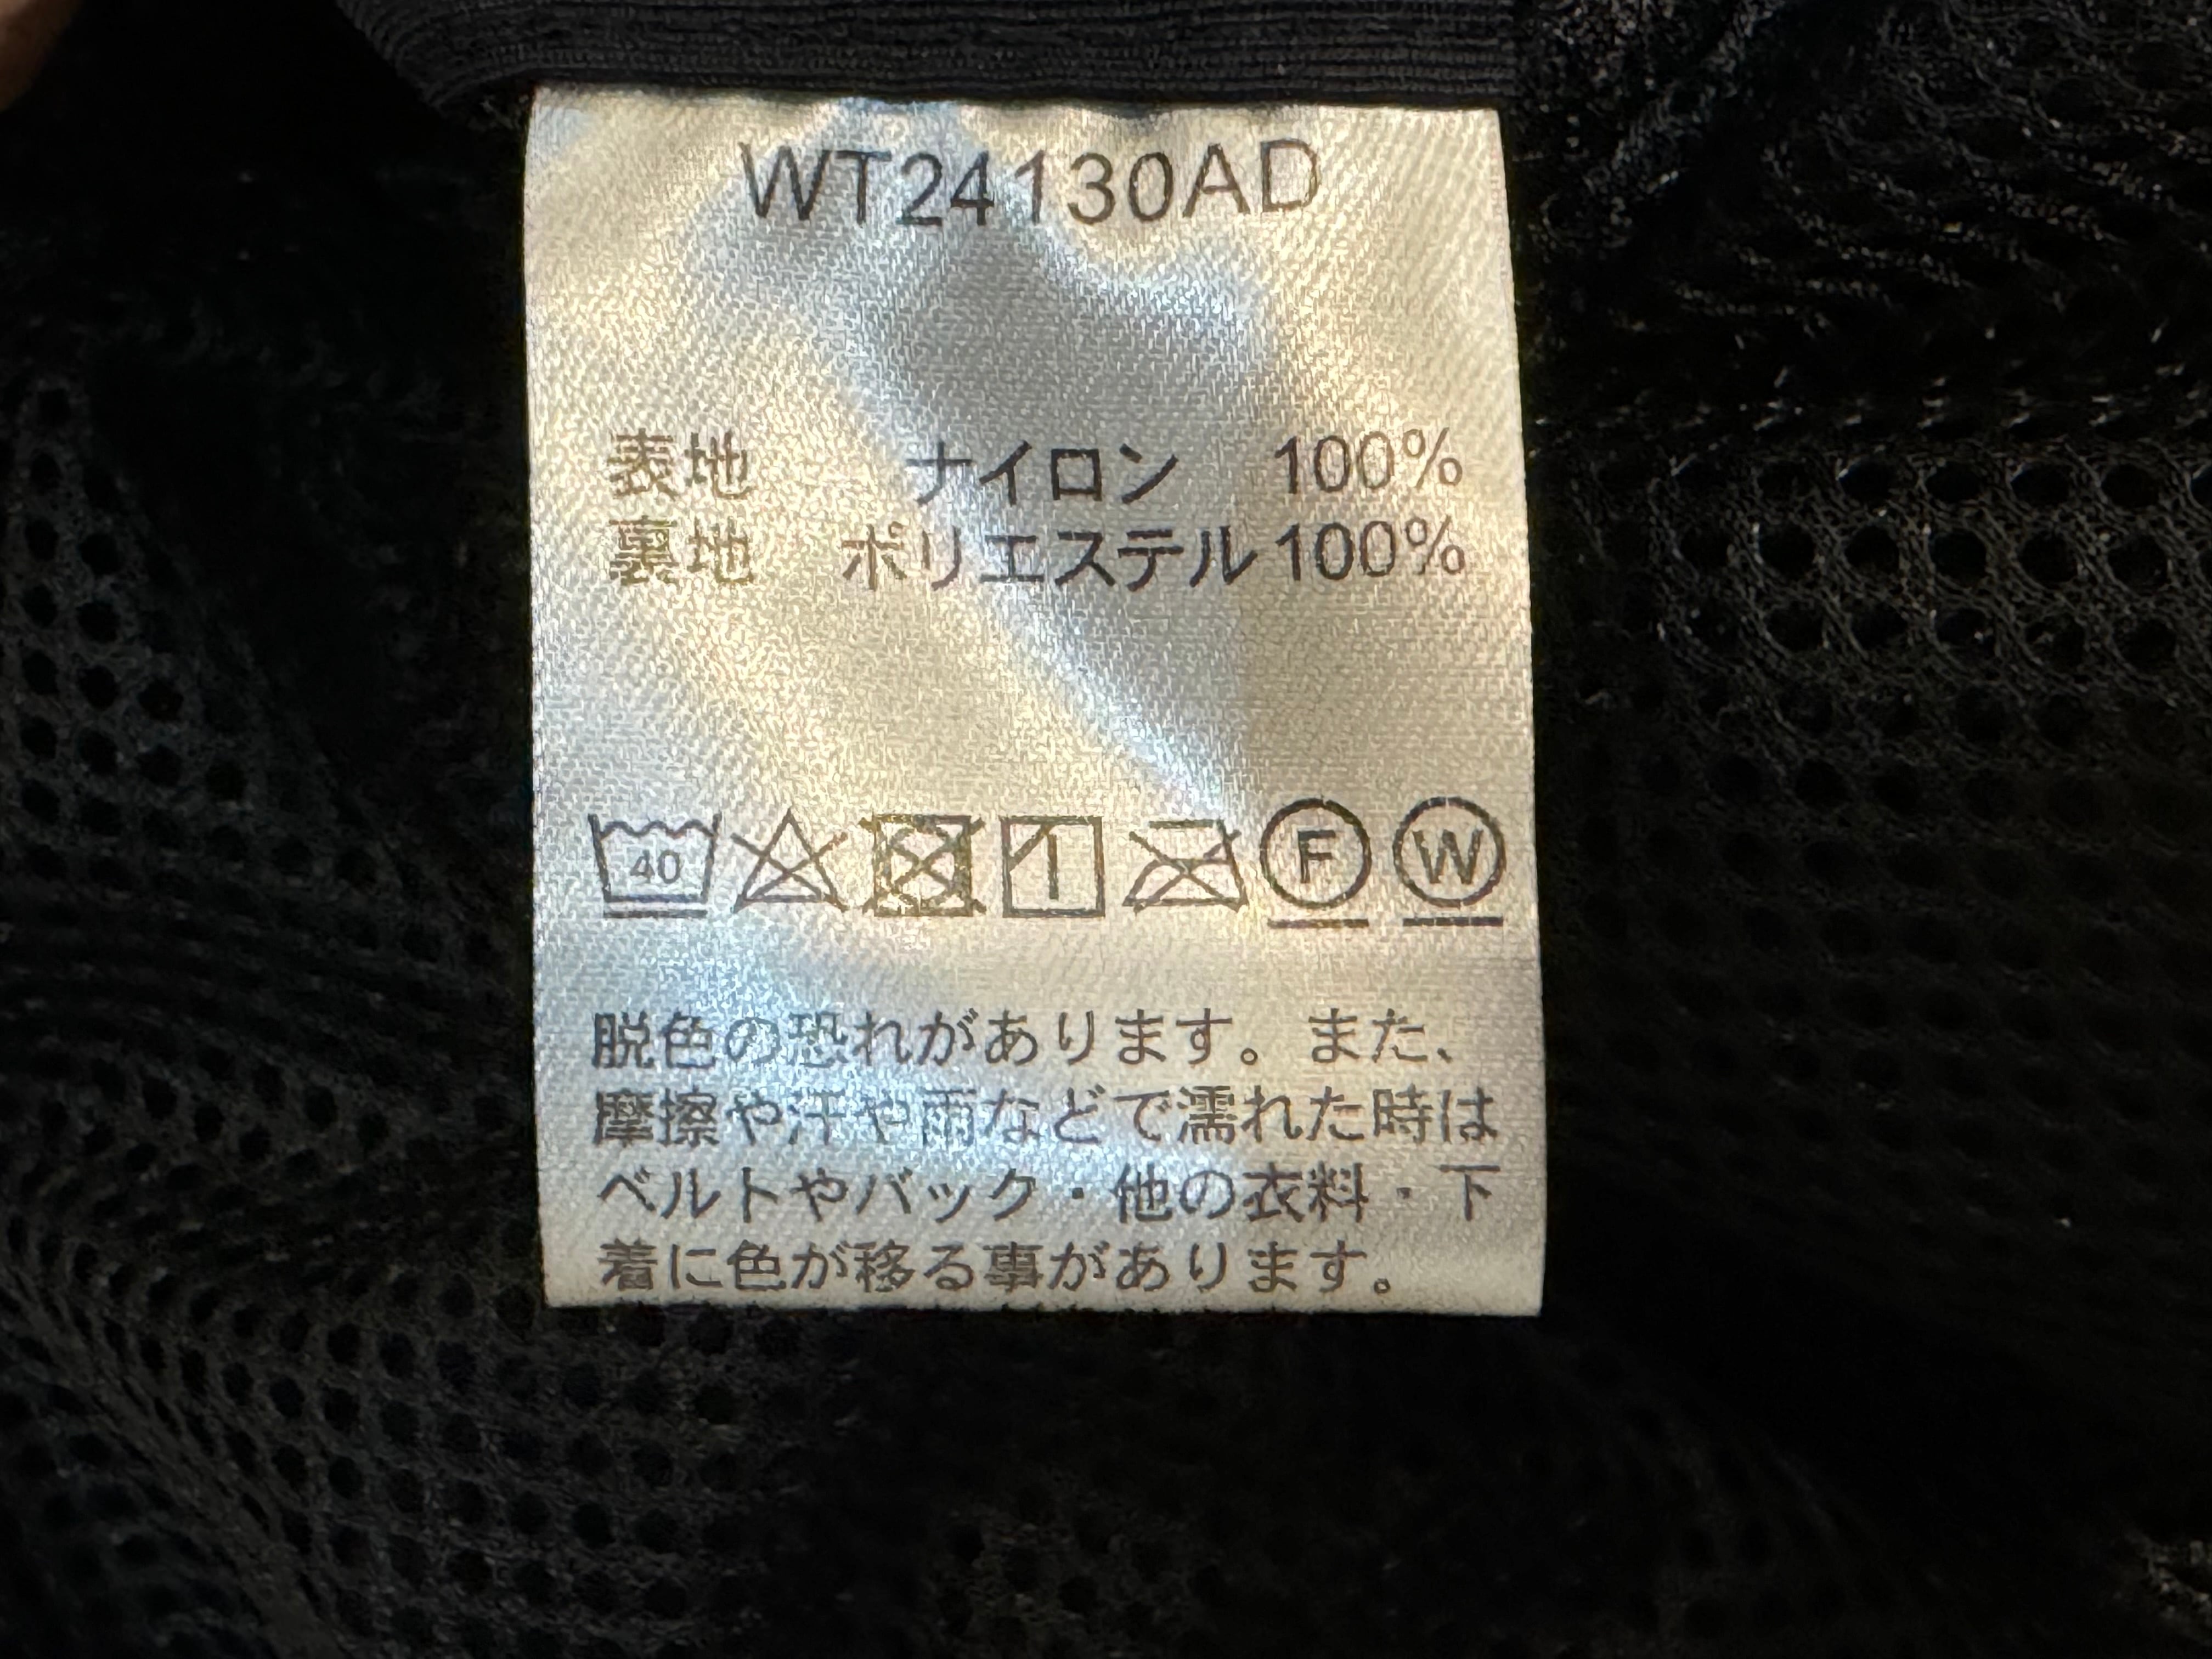 WT24130AD
表地 ナイロン 100%
裏地 ポリエステル 100%
40 F W
脱色の恐れがあります。また、
摩擦や汗や雨などで濡れた時は
ベルトやバック・他の衣料・下
着に色が移る事があります。